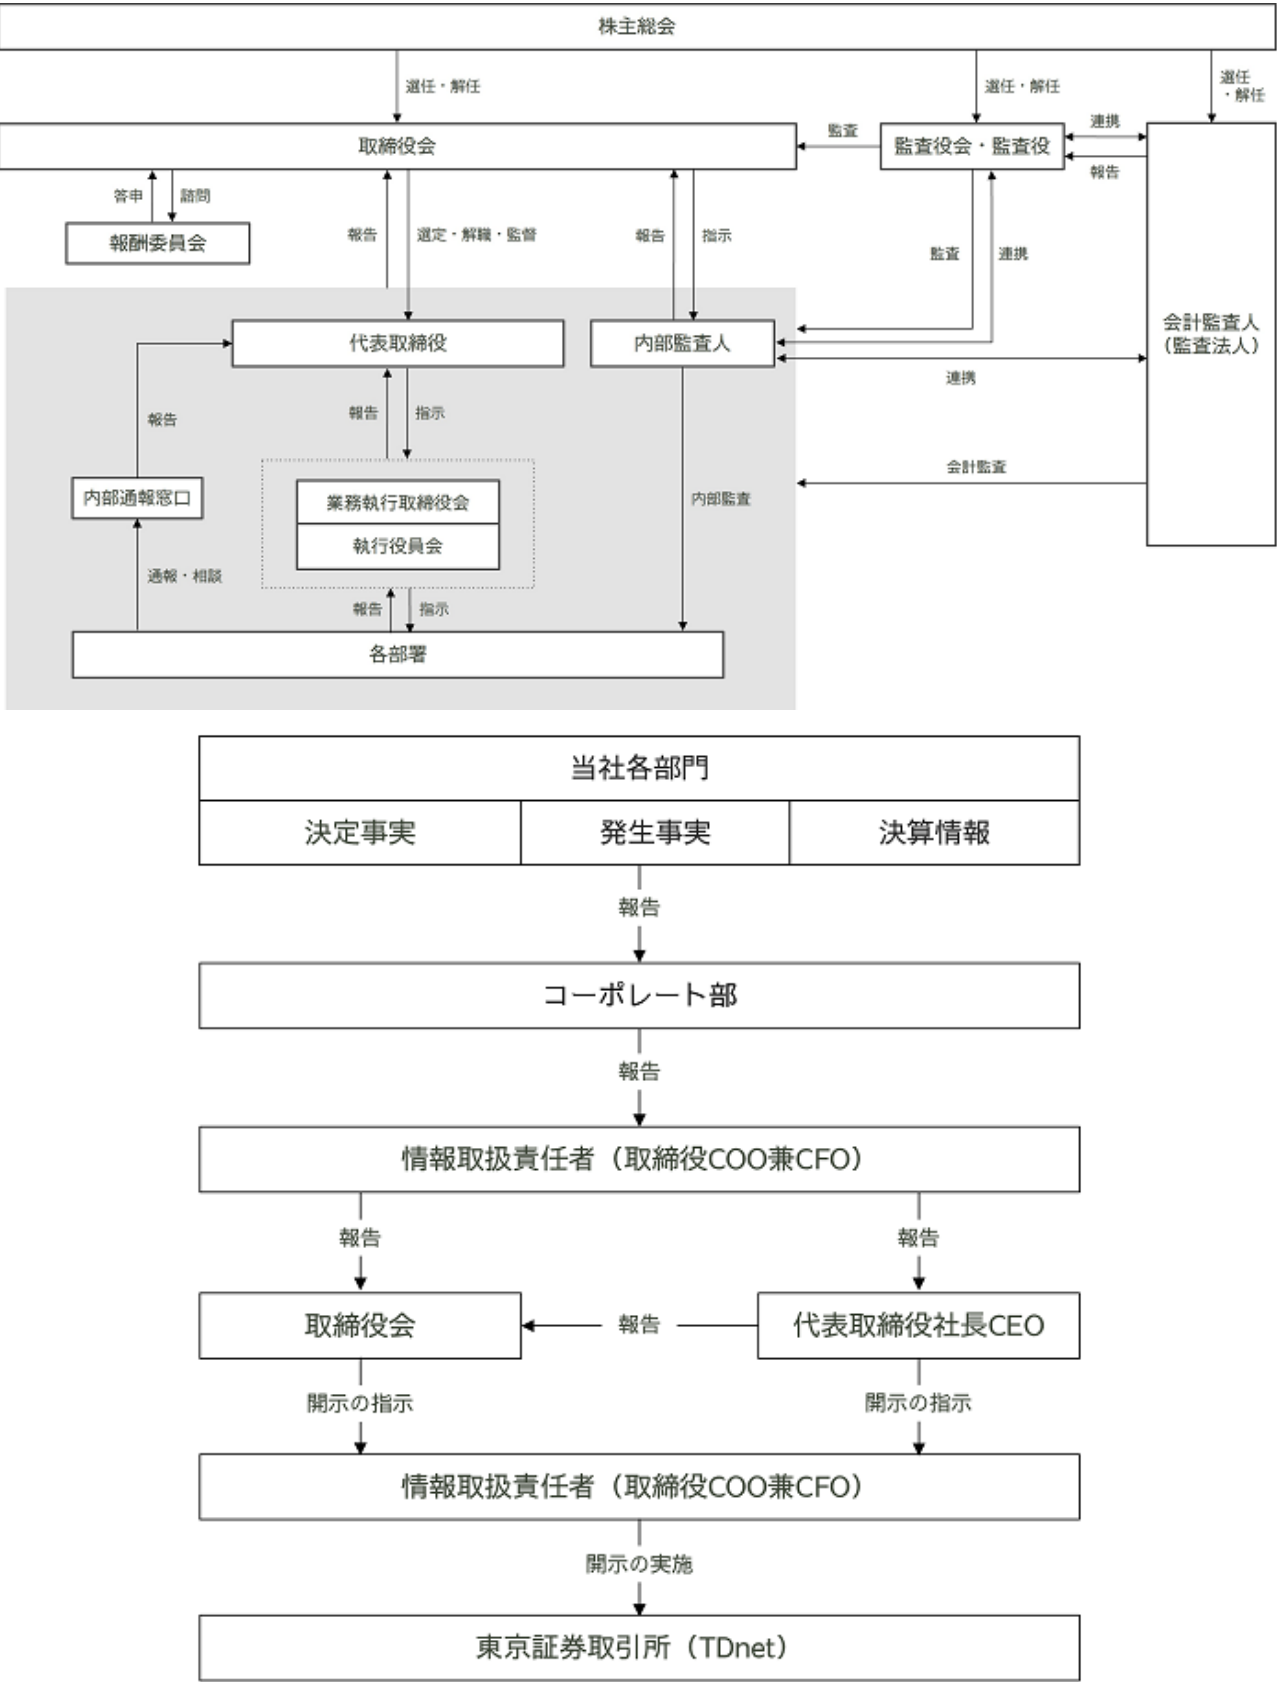 株主総会
選任・解任
選任・解任
選任
・解任
取締役会
監査
監査役会・監査役
連携
報告
答申
諮問
報酬委員会
報告
選定・解職・監督
報告
指示
監査
連携
会計監査人
（監査法人）
代表取締役
内部監査人
連携
報告
報告
指示
会計監査
内部通報窓口
業務執行取締役会
執行役員会
内部監査
通報・相談
報告
指示
各部署
当社各部門
決定事実
発生事実
決算情報
報告
コーポレート部
報告
情報取扱責任者（取締役COO兼CFO）
報告
報告
取締役会
報告
代表取締役社長CEO
開示の指示
開示の指示
情報取扱責任者（取締役COO兼CFO）
開示の実施
東京証券取引所（TDnet）